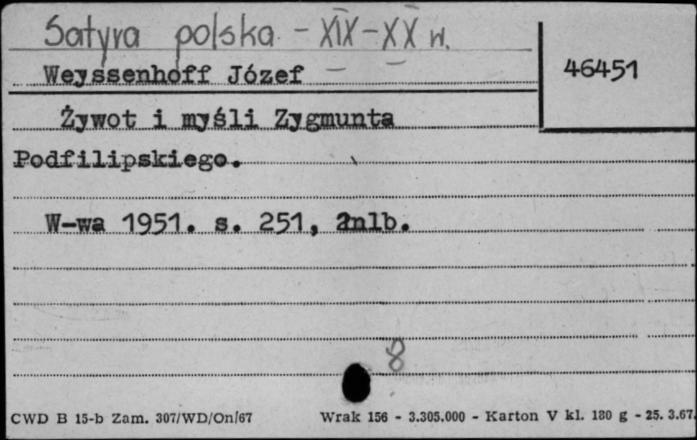 Satyra polska - XIX - XX w.
Weyssenhoff Józef
46451
Żywot i myśli Zygmunta
Podfilipskiego.
W-wa 1951. s. 251, 2nlb.
8
CWD B 15-b Zam. 307/WD/On/67 Wrak 156 - 3.305.000 - Karton V kl. 180 g - 25. 3.67.